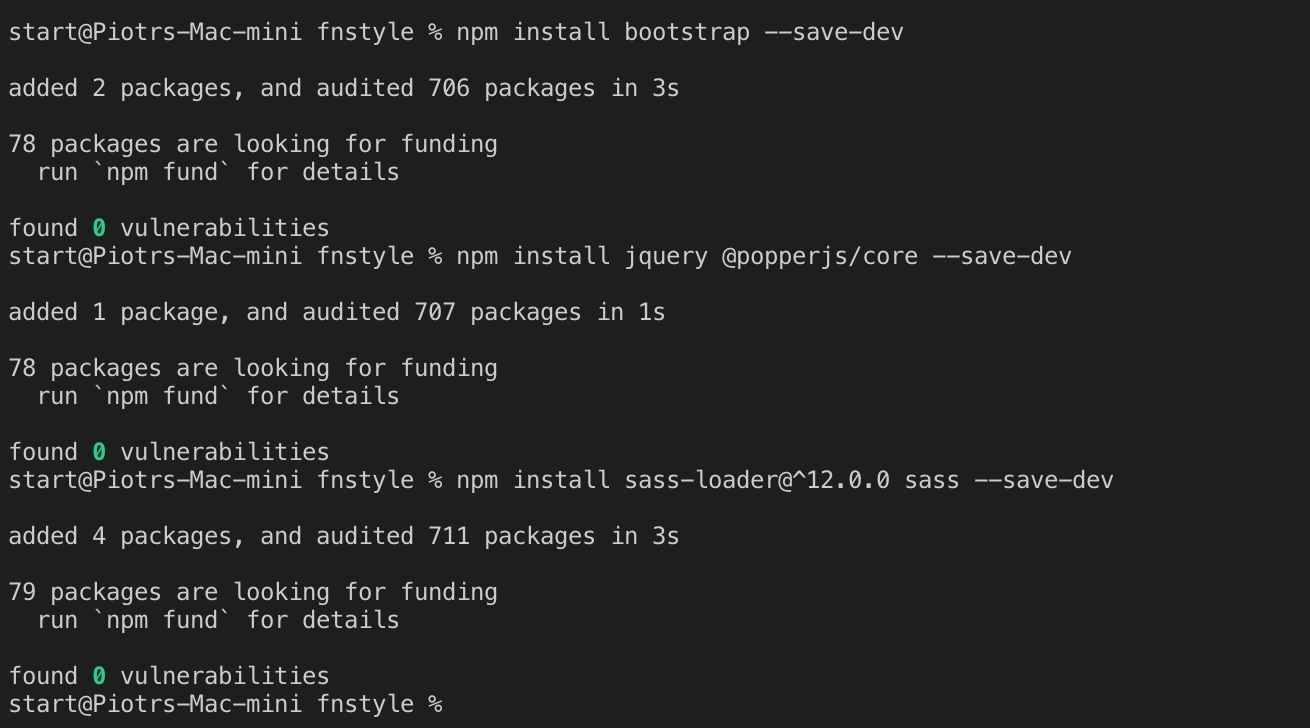 start@Piotrs-Mac-mini fnstyle % npm install bootstrap --save-dev
added 2 packages, and audited 706 packages in 3s
78 packages are looking for funding
  run `npm fund` for details
found 0 vulnerabilities
start@Piotrs-Mac-mini fnstyle % npm install jquery @popperjs/core --save-dev
added 1 package, and audited 707 packages in 1s
78 packages are looking for funding
  run `npm fund` for details
found 0 vulnerabilities
start@Piotrs-Mac-mini fnstyle % npm install sass-loader@^12.0.0 sass --save-dev
added 4 packages, and audited 711 packages in 3s
79 packages are looking for funding
  run `npm fund` for details
found 0 vulnerabilities
start@Piotrs-Mac-mini fnstyle %